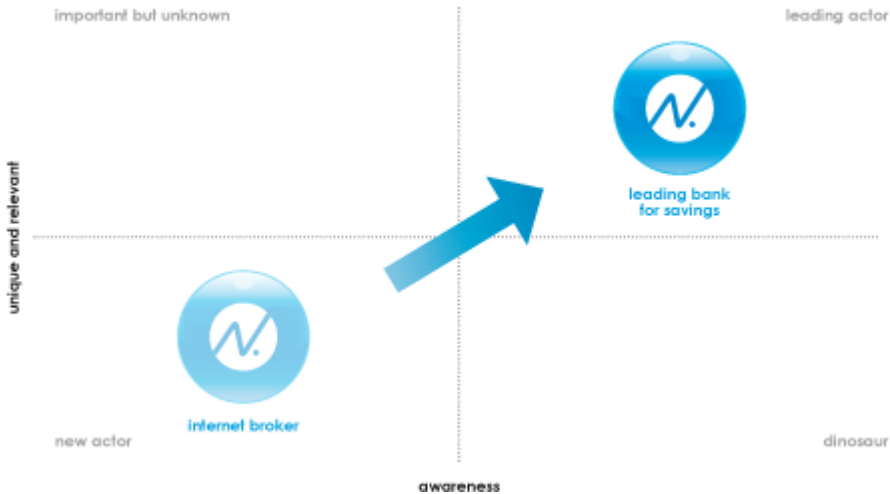 important but unknown
leading actor
N.
leading bank
for savings
unique and relevant
N.
internet broker
new actor
dinosaur
awareness